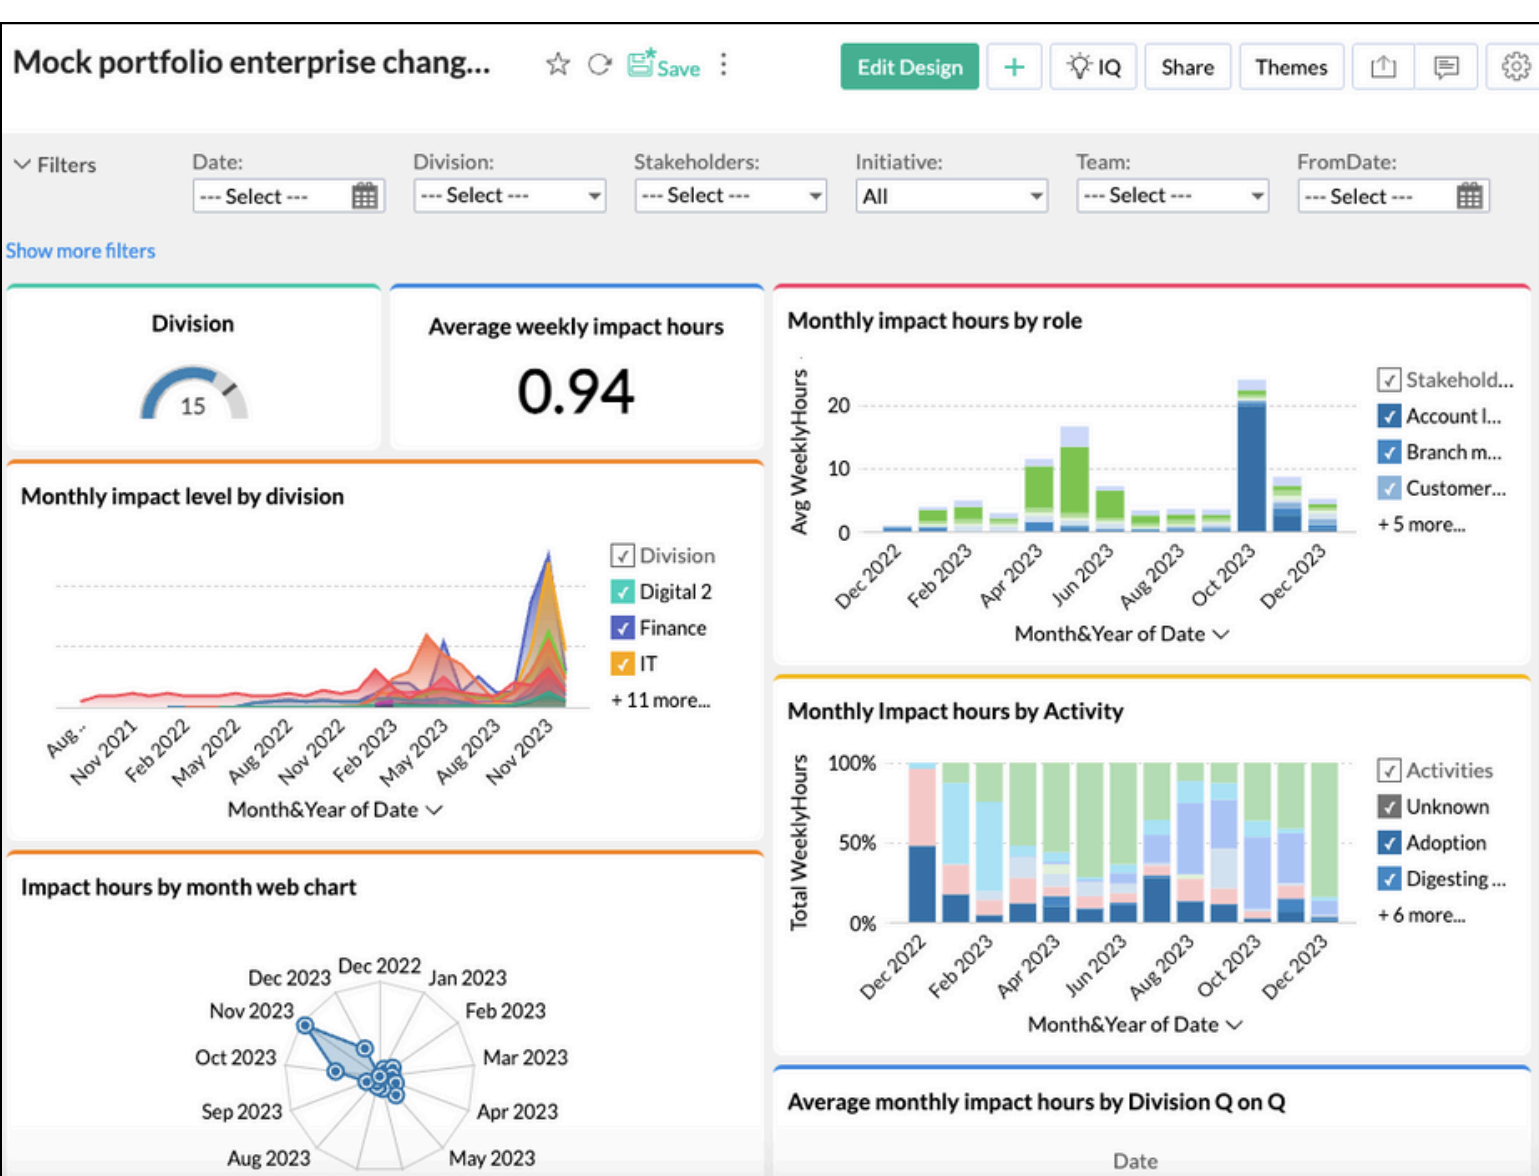 Mock portfolio enterprise chang...
Save
Edit Design
+
IQ
Share
Themes
Filters
Date:
--- Select ---
Division:
--- Select ---
Stakeholders:
--- Select ---
Initiative:
All
Team:
--- Select ---
FromDate:
--- Select ---
Show more filters
Division
15
Average weekly impact hours
0.94
Monthly impact hours by role
Avg WeeklyHours
20
10
0
Dec 2022
Feb 2023
Apr 2023
Jun 2023
Aug 2023
Oct 2023
Dec 2023
Month&Year of Date
Stakehold...
Account l...
Branch m...
Customer...
+ 5 more...
Monthly impact level by division
Aug ..
Nov 2021
Feb 2022
May 2022
Aug 2022
Nov 2022
Feb 2023
May 2023
Aug 2023
Nov 2023
Month&Year of Date
Division
Digital 2
Finance
IT
+ 11 more...
Monthly Impact hours by Activity
Total WeeklyHours
100%
50%
0%
Dec 2022
Feb 2023
Apr 2023
Jun 2023
Aug 2023
Oct 2023
Dec 2023
Month&Year of Date
Activities
Unknown
Adoption
Digesting ...
+ 6 more...
Impact hours by month web chart
Dec 2022
Jan 2023
Feb 2023
Mar 2023
Apr 2023
May 2023
Aug 2023
Sep 2023
Oct 2023
Nov 2023
Dec 2023
Average monthly impact hours by Division Q on Q
Date